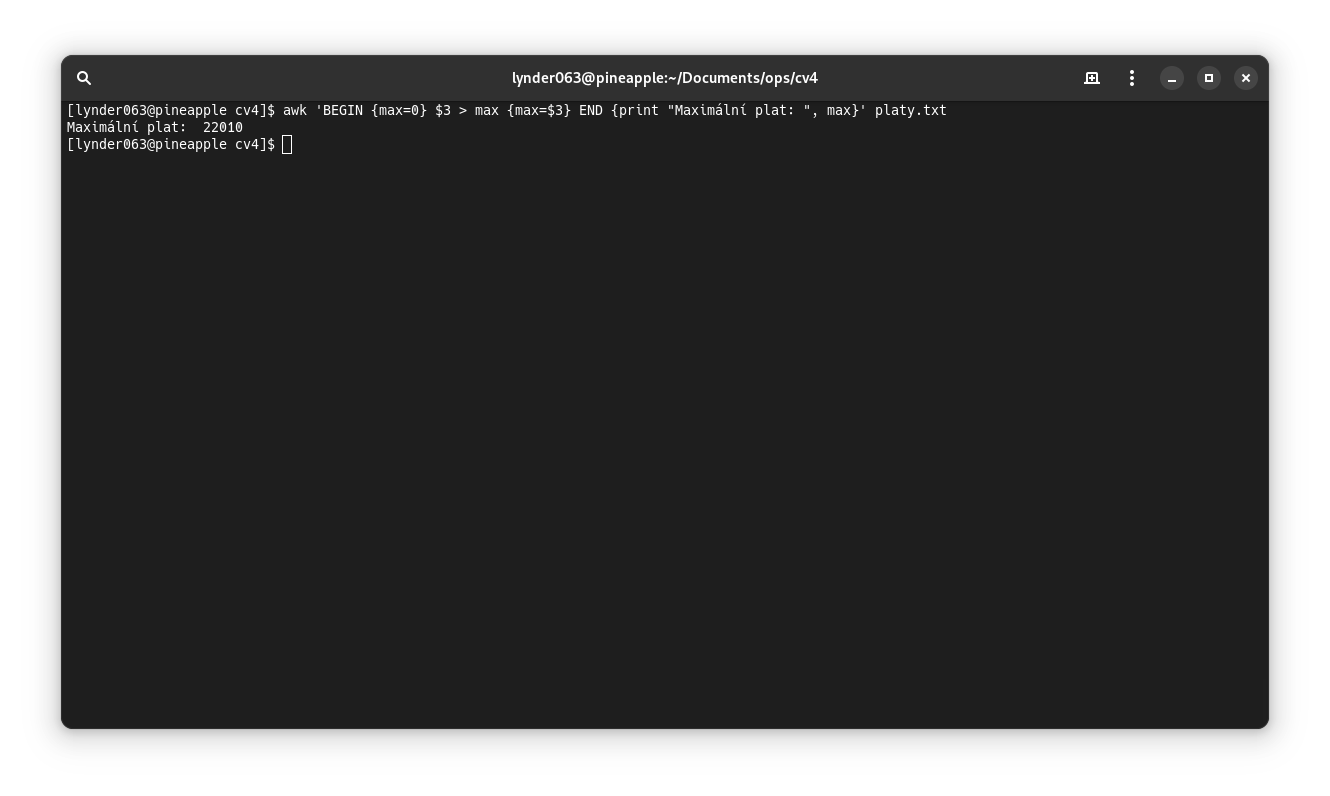 lynder063@pineapple:~/Documents/ops/cv4
[lynder063@pineapple cv4]$ awk 'BEGIN {max=0} $3 > max {max=$3} END {print "Maximální plat: ", max}' platy.txt
Maximální plat:  22010
[lynder063@pineapple cv4]$